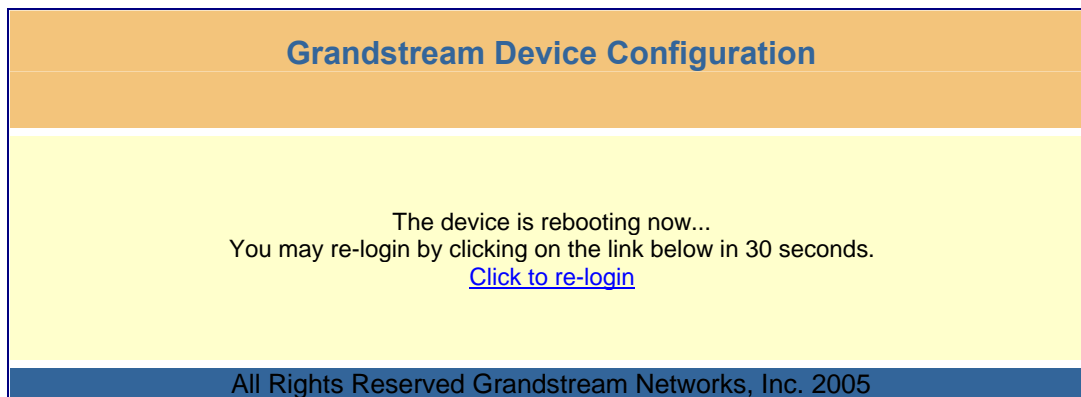 Grandstream Device Configuration
The device is rebooting now...
You may re-login by clicking on the link below in 30 seconds.
Click to re-login
All Rights Reserved Grandstream Networks, Inc. 2005